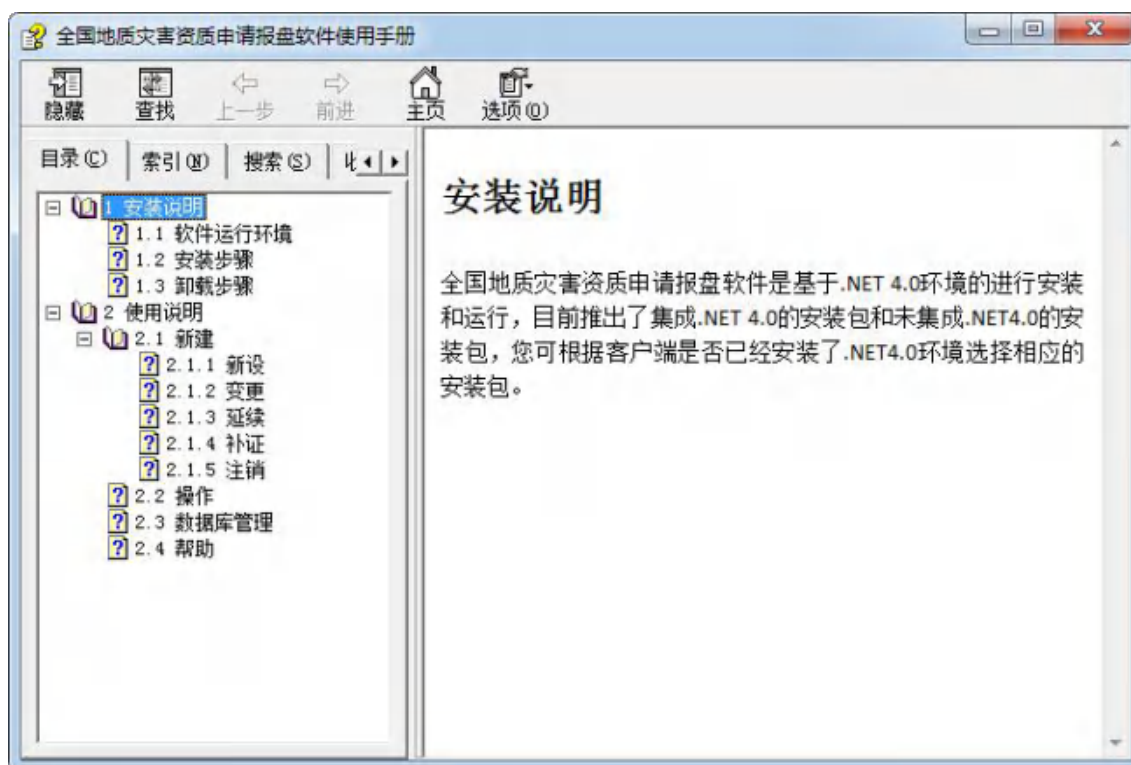 全国地质灾害资质申请报盘软件使用手册
隐藏 查找 上一步 前进 主页 选项(O)
目录(C) 索引(N) 搜索(S)
1 安装说明
1.1 软件运行环境
1.2 安装步骤
1.3 卸载步骤
2 使用说明
2.1 新建
2.1.1 新设
2.1.2 变更
2.1.3 延续
2.1.4 补证
2.1.5 注销
2.2 操作
2.3 数据库管理
2.4 帮助
安装说明
全国地质灾害资质申请报盘软件是基于.NET 4.0环境的进行安装
和运行，目前推出了集成.NET 4.0的安装包和未集成.NET4.0的安
装包，您可根据客户端是否已经安装了.NET4.0环境选择相应的
安装包。